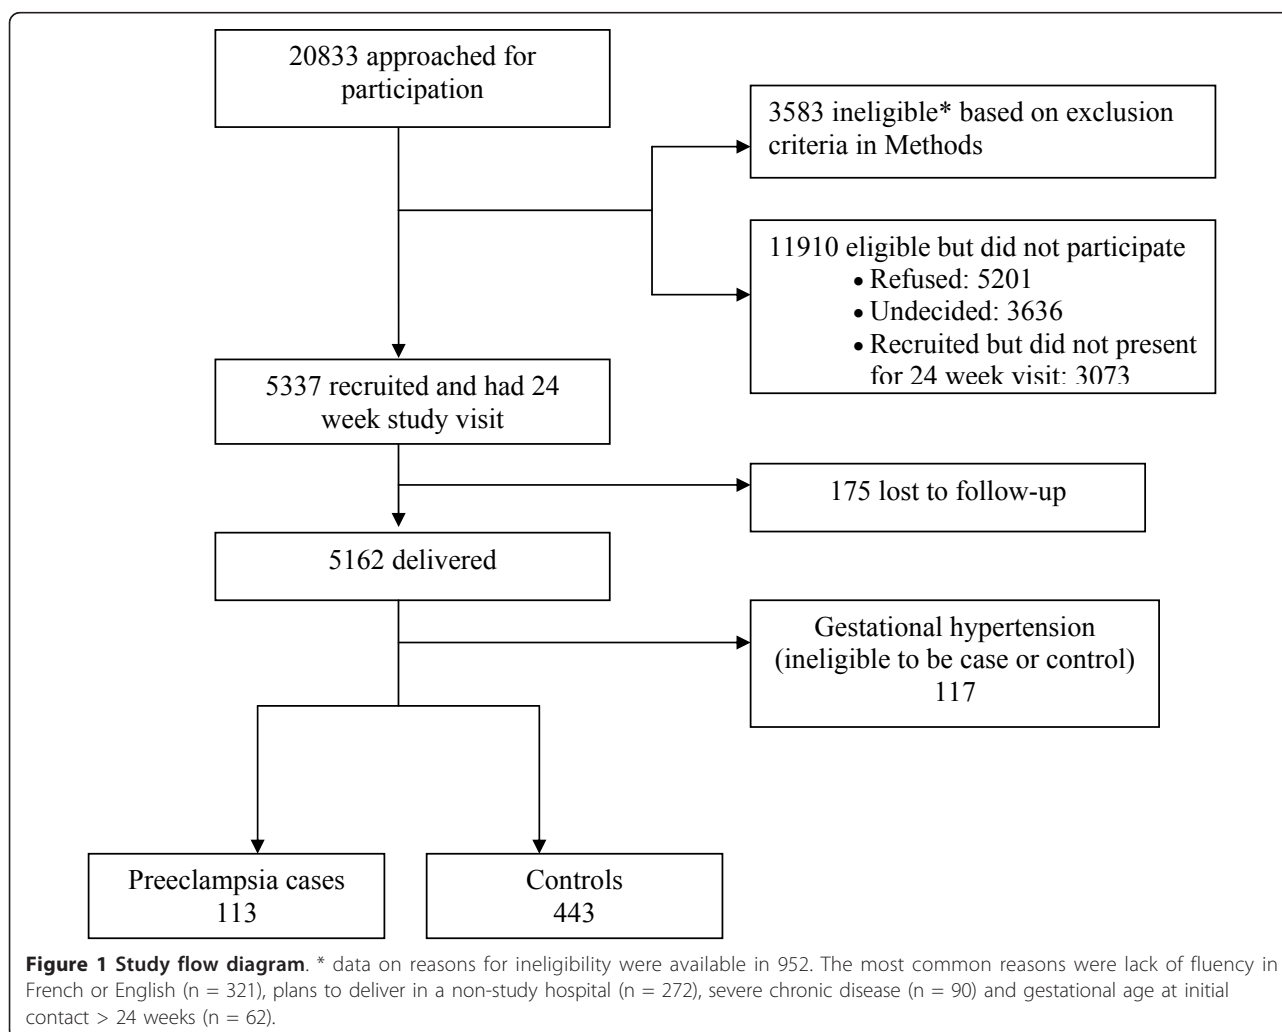 20833 approached for
participation
3583 ineligible* based on exclusion
criteria in Methods
11910 eligible but did not participate
• Refused: 5201
• Undecided: 3636
• Recruited but did not present
for 24 week visit: 3073
5337 recruited and had 24
week study visit
175 lost to follow-up
5162 delivered
Gestational hypertension
(ineligible to be case or control)
117
Preeclampsia cases
113
Controls
443
Figure 1 Study flow diagram. * data on reasons for ineligibility were available in 952. The most common reasons were lack of fluency in
French or English (n = 321), plans to deliver in a non-study hospital (n = 272), severe chronic disease (n = 90) and gestational age at initial
contact > 24 weeks (n = 62).